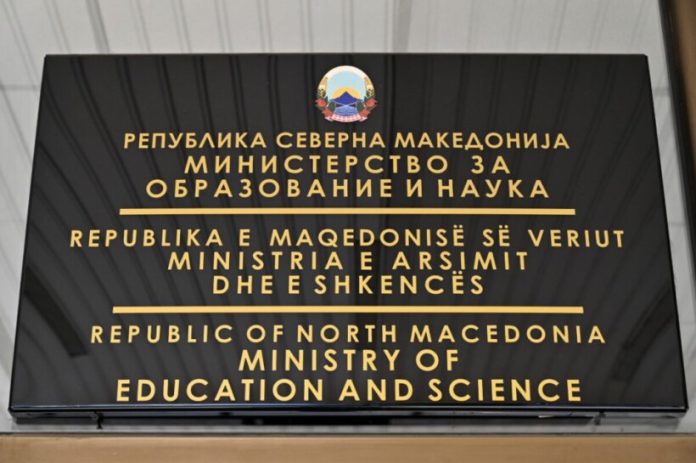 РЕПУБЛИКА СЕВЕРНА МАКЕДОНИЈА
МИНИСТЕРСТВО ЗА
ОБРАЗОВАНИЕ И НАУКА
REPUBLIKA E MAQEDONISË SË VERIUT
MINISTRIA E ARSIMIT
DHE E SHKENCËS
REPUBLIC OF NORTH MACEDONIA
MINISTRY OF
EDUCATION AND SCIENCE